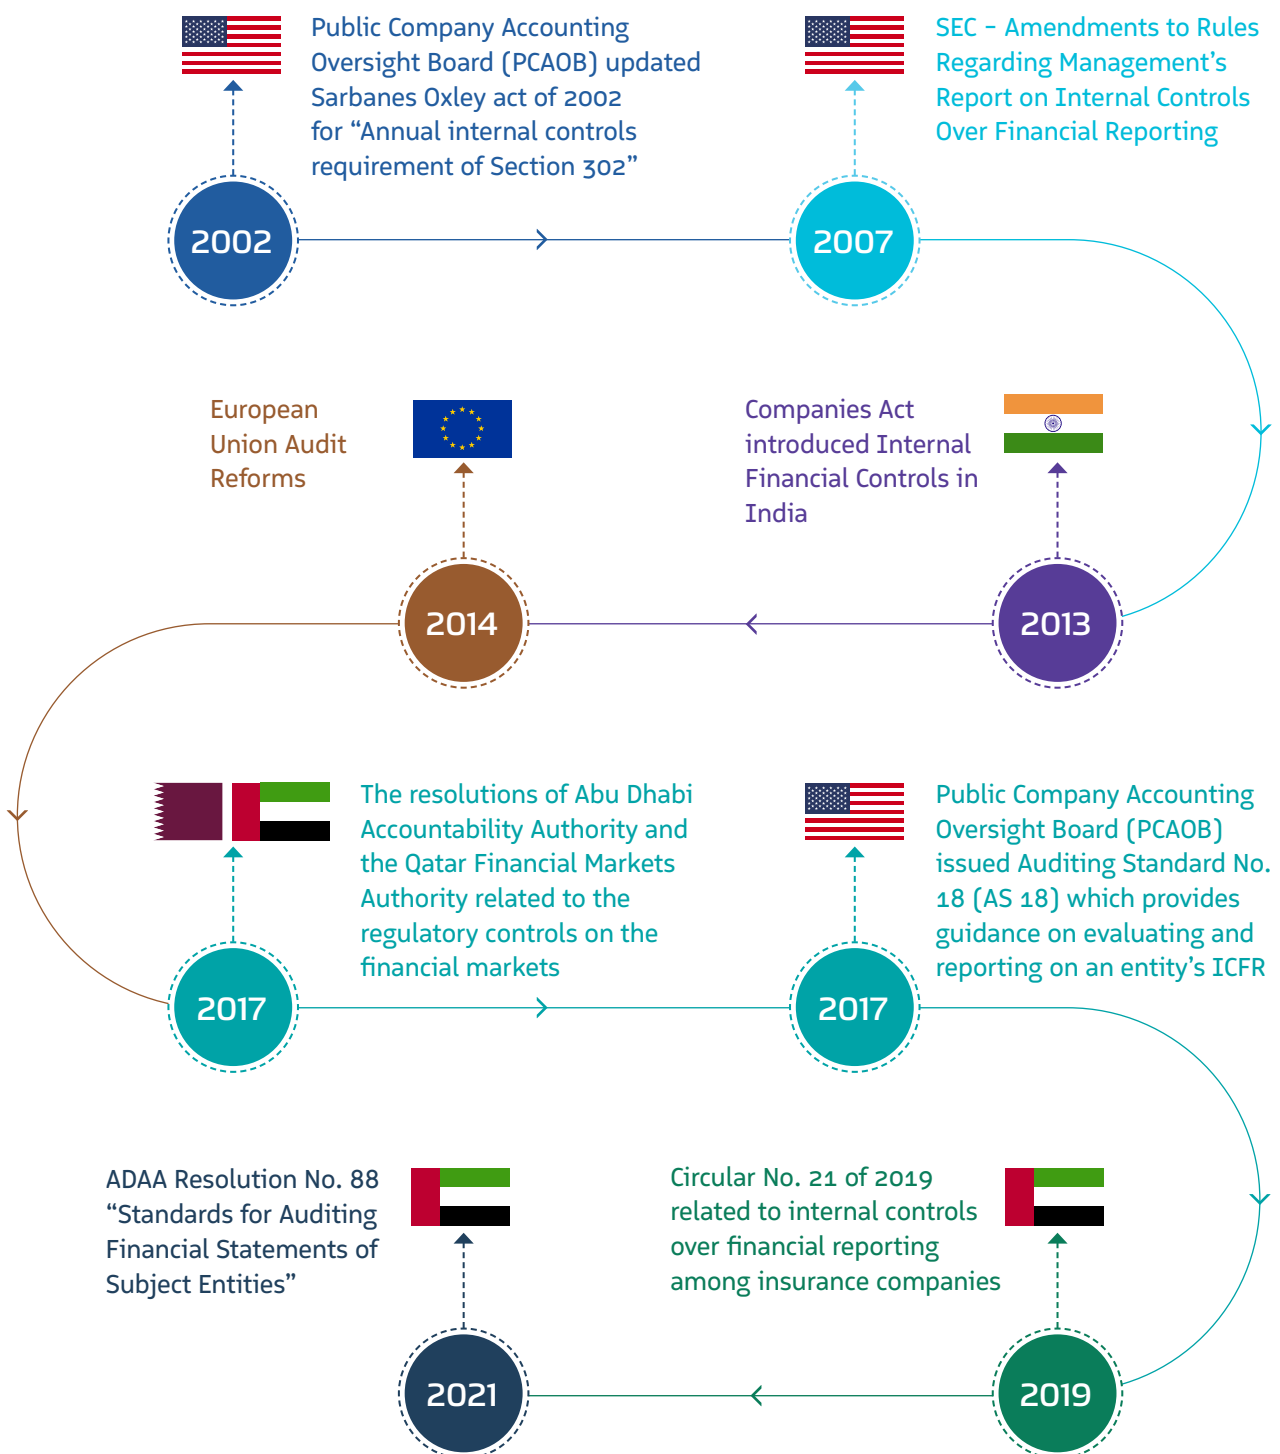 Public Company Accounting
Oversight Board (PCAOB) updated
Sarbanes Oxley act of 2002
for “Annual internal controls
requirement of Section 302”
2002
SEC – Amendments to Rules
Regarding Management’s
Report on Internal Controls
Over Financial Reporting
2007
Companies Act
introduced Internal
Financial Controls in
India
2013
European
Union Audit
Reforms
2014
The resolutions of Abu Dhabi
Accountability Authority and
the Qatar Financial Markets
Authority related to the
regulatory controls on the
financial markets
2017
Public Company Accounting
Oversight Board (PCAOB)
issued Auditing Standard No.
18 (AS 18) which provides
guidance on evaluating and
reporting on an entity’s ICFR
2017
Circular No. 21 of 2019
related to internal controls
over financial reporting
among insurance companies
2019
ADAA Resolution No. 88
“Standards for Auditing
Financial Statements of
Subject Entities”
2021